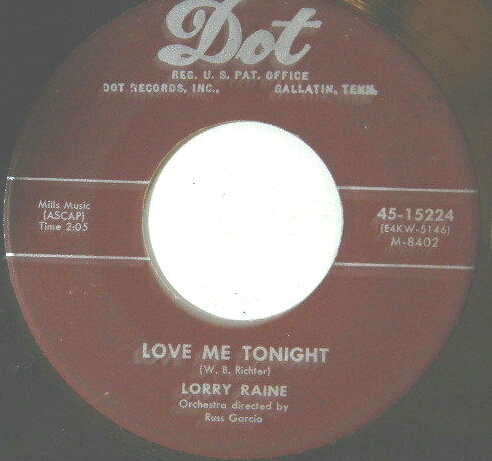 Dot
REG. U. S. PAT. OFFICE
DOT RECORDS, INC., GALLATIN, TENN.
Mills Music
(ASCAP)
Time 2:05
45-15224
(E4KW-5146)
M-8402
LOVE ME TONIGHT
(W. B. Richter)
LORRY RAINE
Orchestra directed by
Russ Garcia